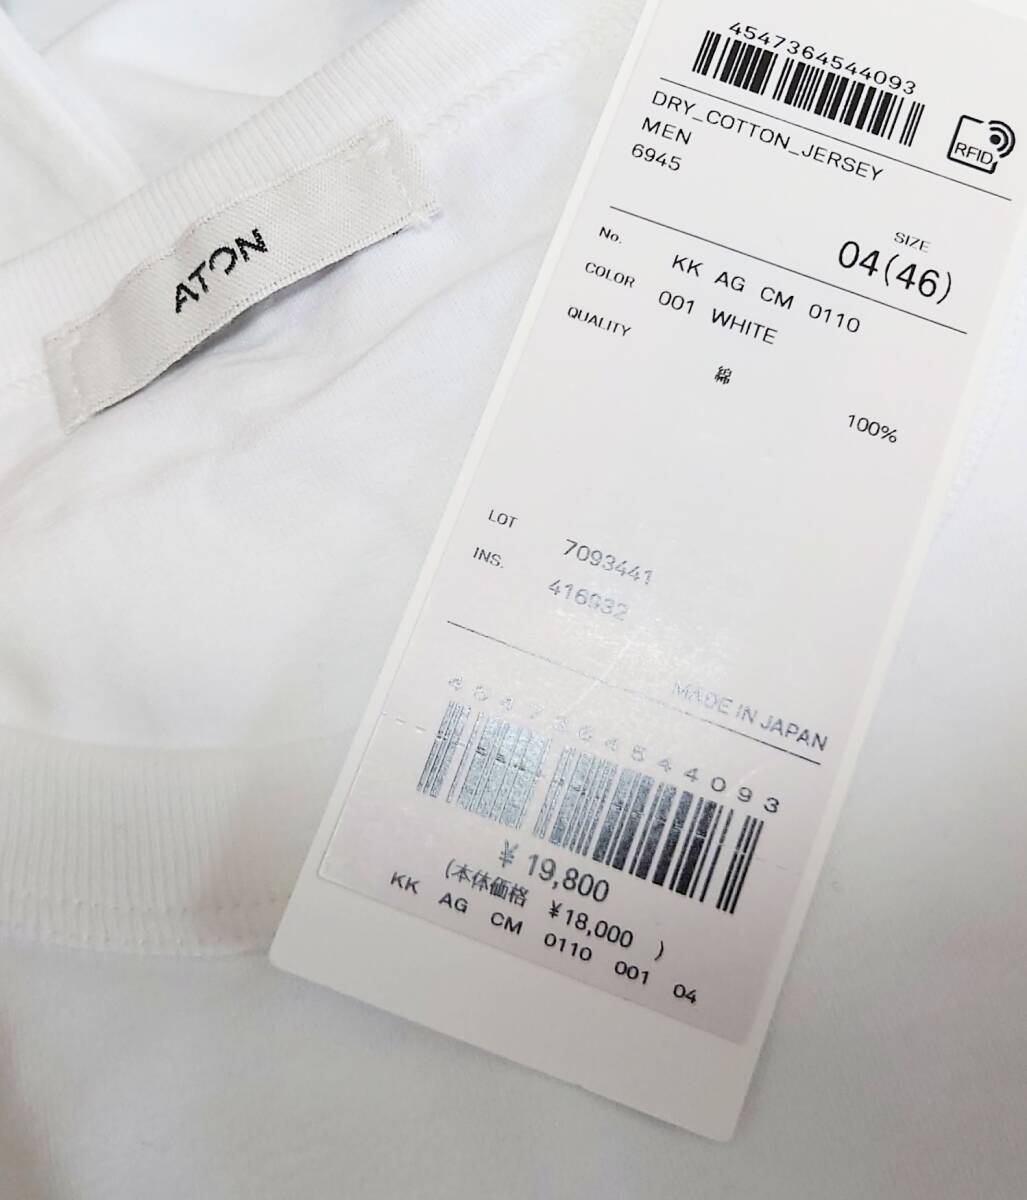 ATON
4547364544093
RFID
DRY_COTTON_JERSEY
MEN
6945
SIZE
04(46)
No. KK AG CM 0110
COLOR 001 WHITE
QUALITY
綿 100%
LOT 7093441
INS. 416932
MADE IN JAPAN
4547364544093
¥ 19,800
(本体価格 ¥18,000 )
KK AG CM 0110 001 04